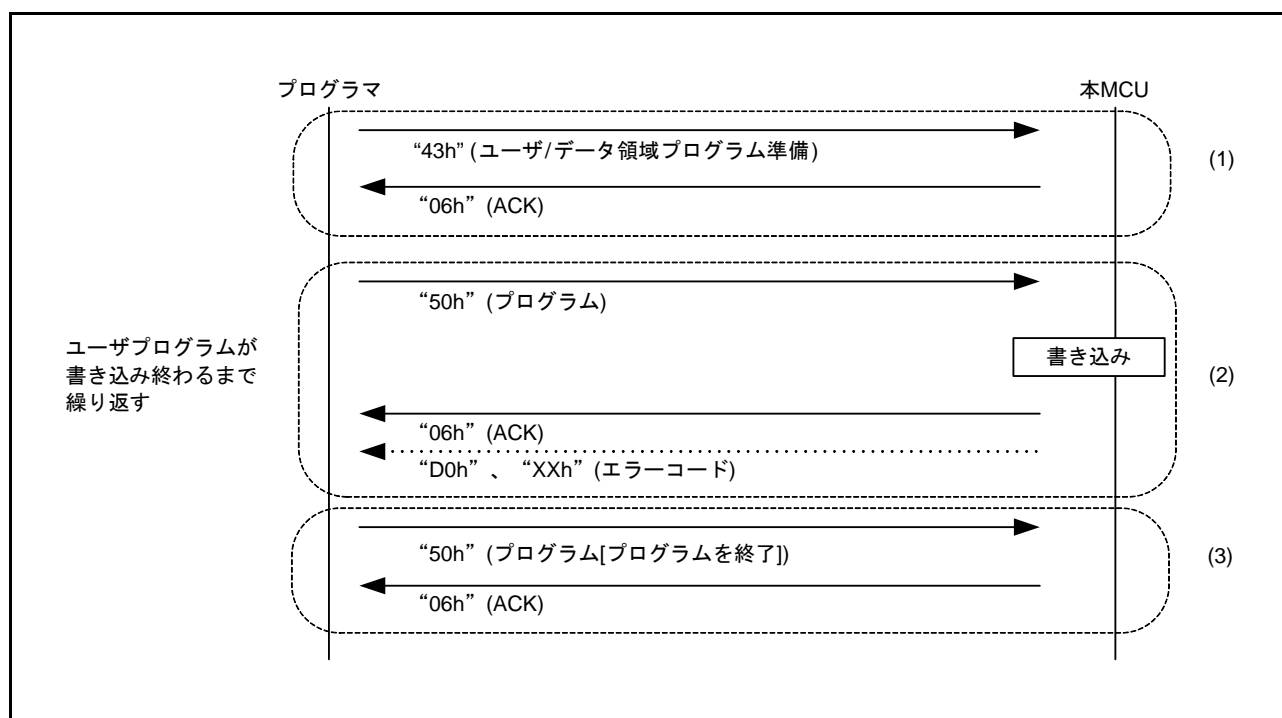 プログラマ
本MCU
“43h” (ユーザ/データ領域プログラム準備)
(1)
“06h” (ACK)
“50h” (プログラム)
ユーザプログラムが
書き込み終わるまで
繰り返す
書き込み
(2)
“06h” (ACK)
“D0h” 、 “XXh” (エラーコード)
“50h” (プログラム[プログラムを終了])
(3)
“06h” (ACK)